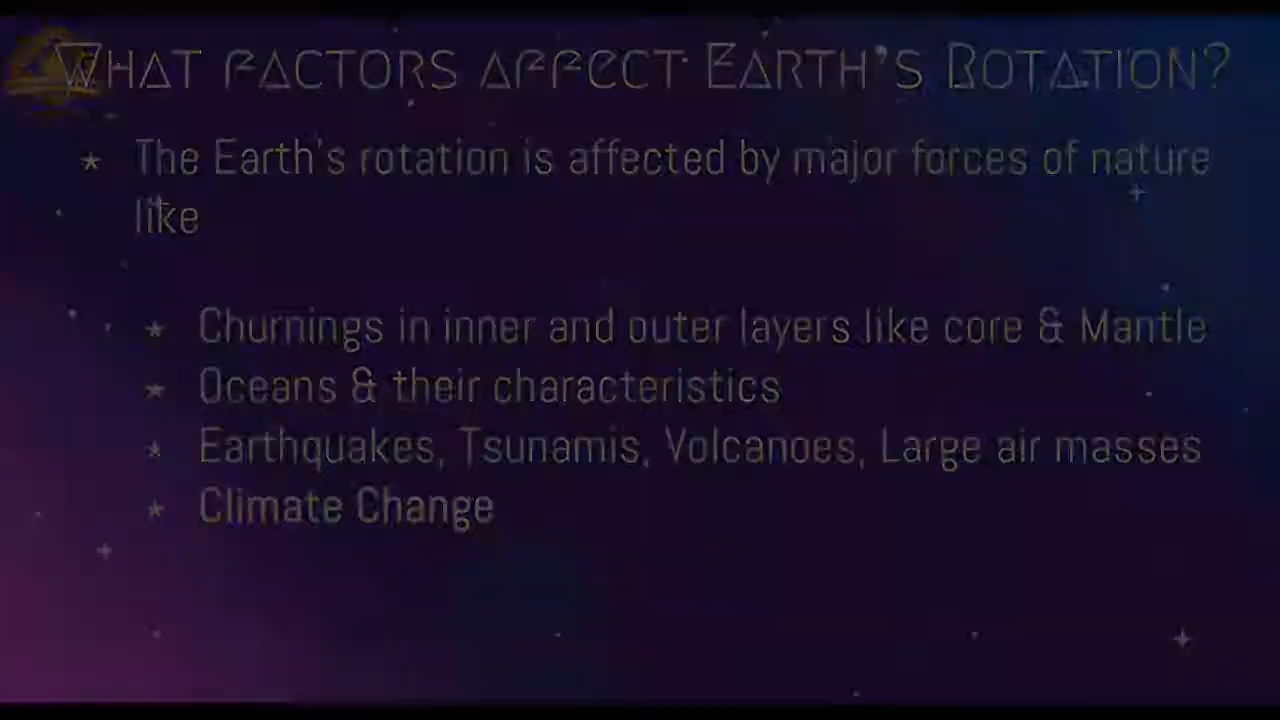 What factors affect Earth's Rotation?
★ The Earth's rotation is affected by major forces of nature
like
★ Churnings in inner and outer layers like core & Mantle
★ Oceans & their characteristics
★ Earthquakes, Tsunamis, Volcanoes, Large air masses
★ Climate Change